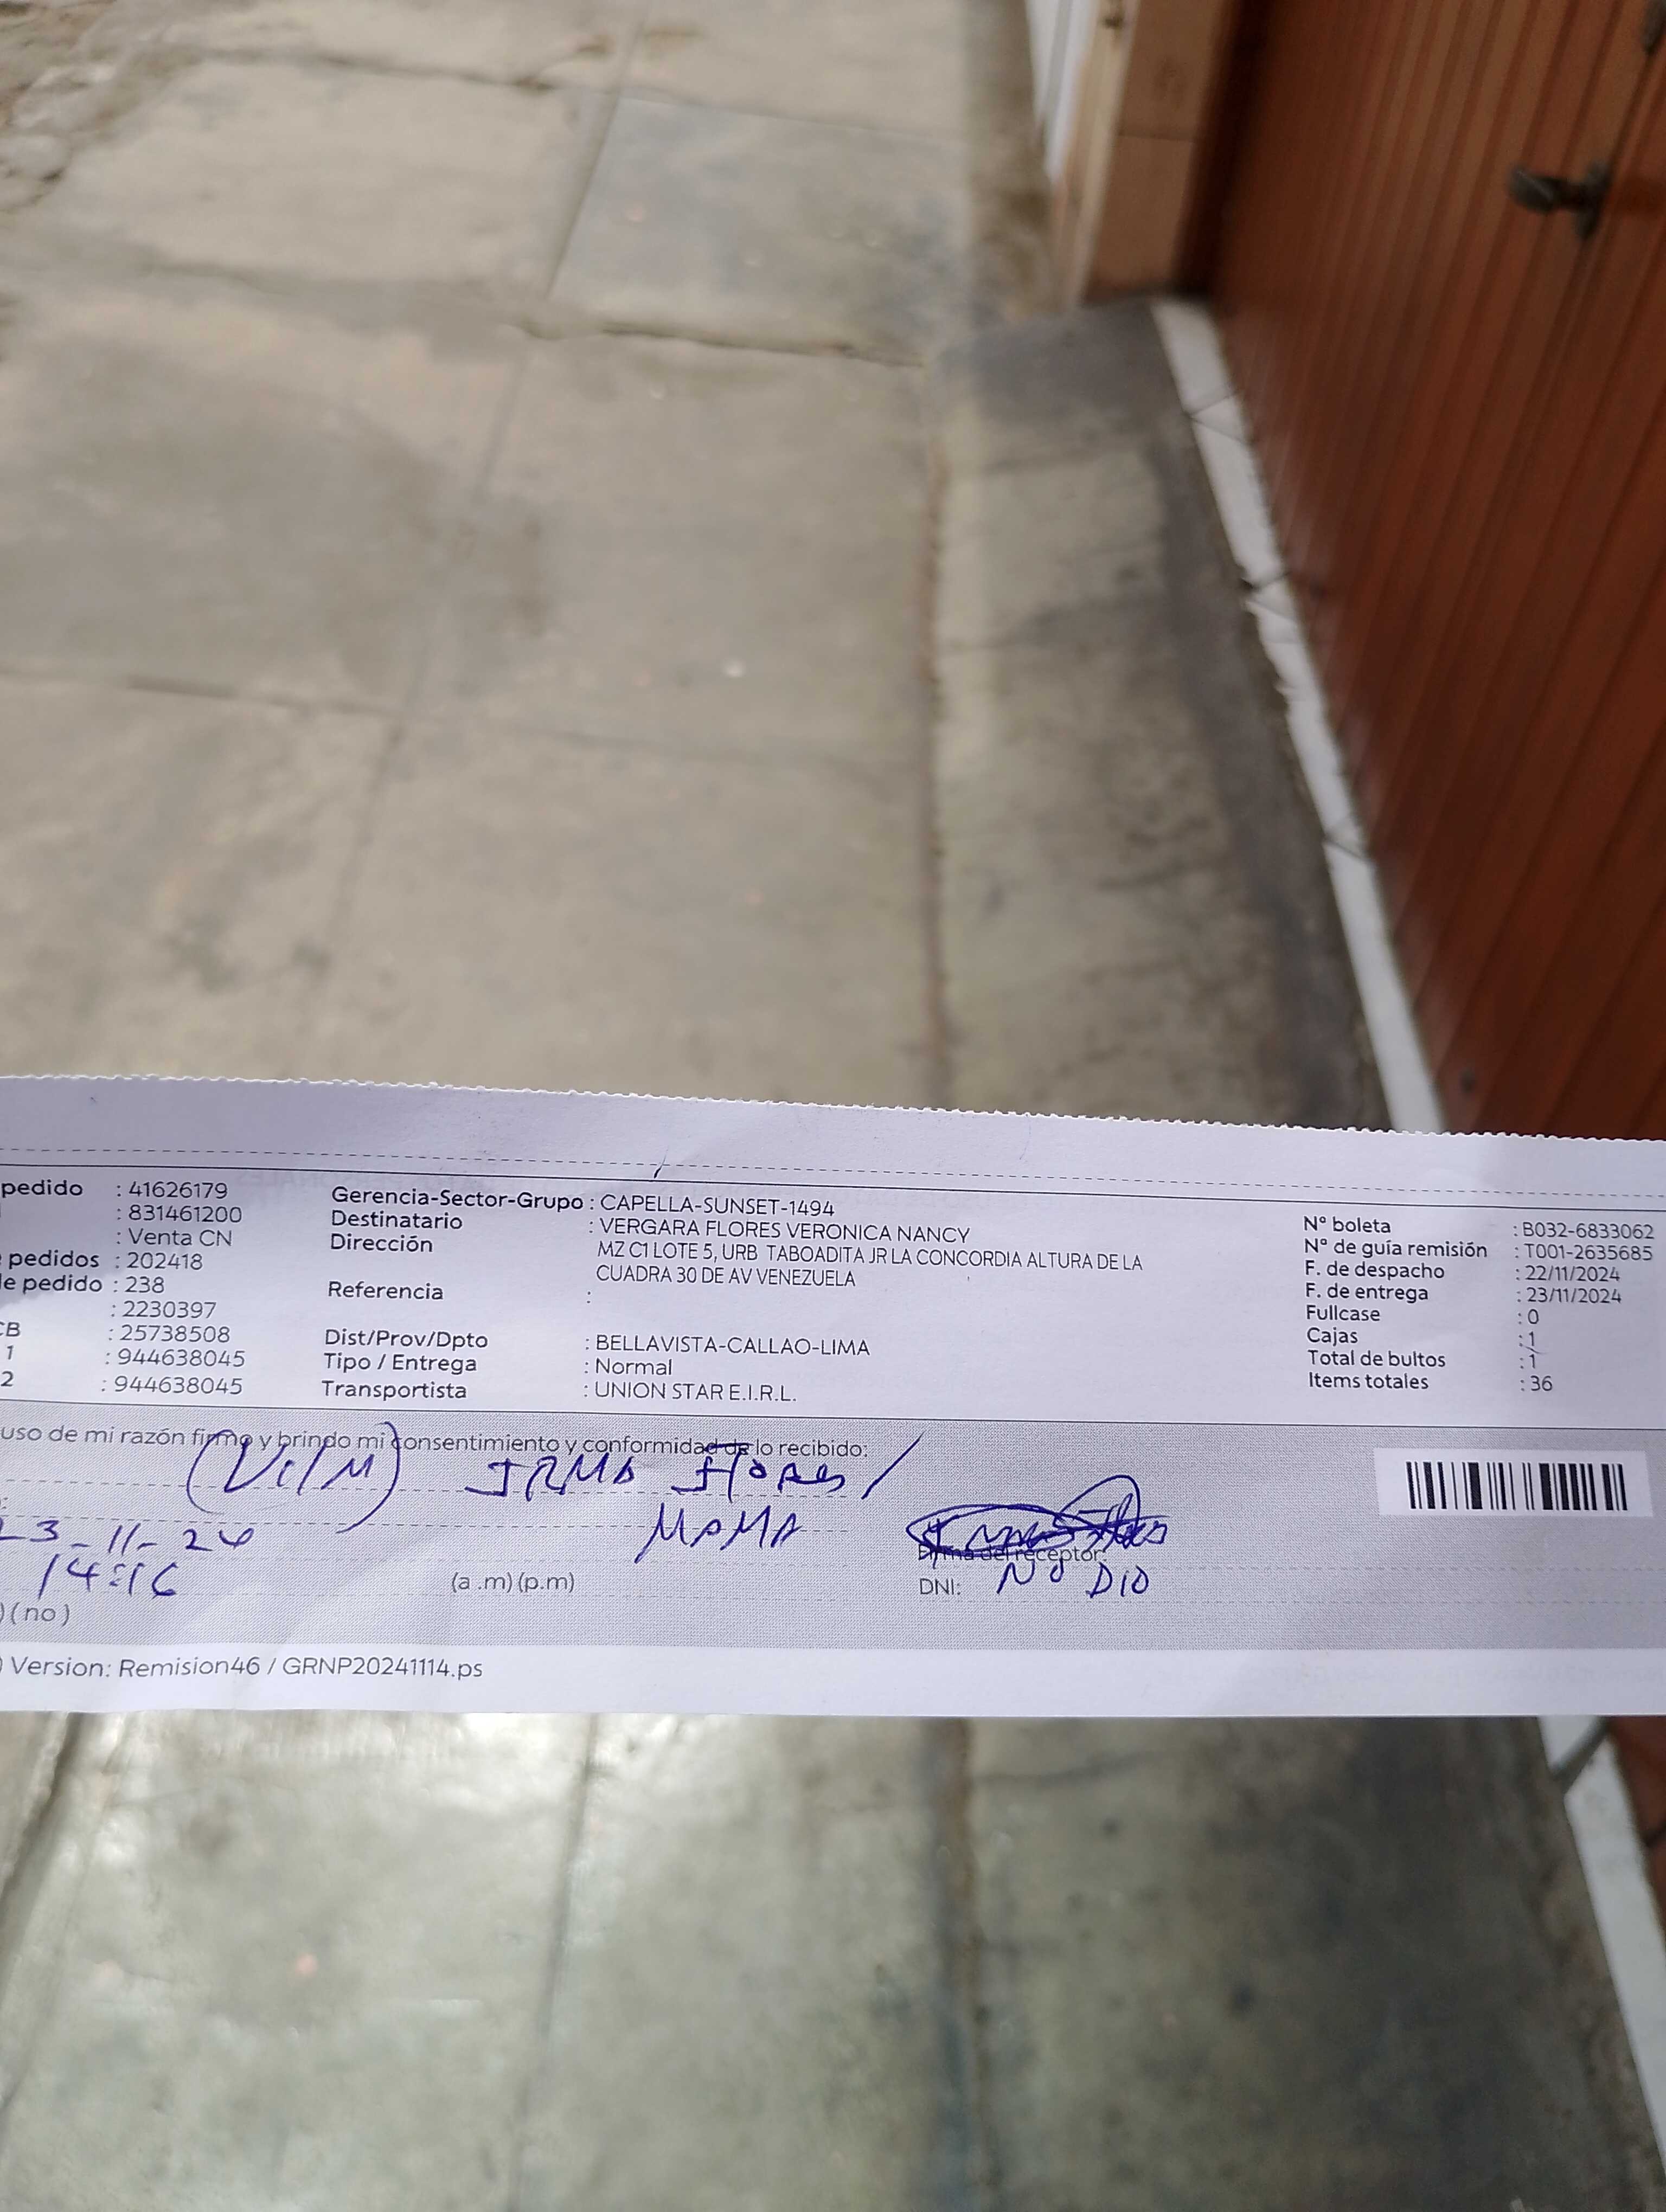 pedido : 41626179
: 831461200
: Venta CN
pedidos : 202418
e pedido : 238
: 2230397
CB : 25738508
1 : 944638045
2 : 944638045
Gerencia-Sector-Grupo : CAPELLA-SUNSET-1494
Destinatario : VERGARA FLORES VERONICA NANCY
Dirección MZ C1 LOTE 5, URB TABOADITA JR LA CONCORDIA ALTURA DE LA
CUADRA 30 DE AV VENEZUELA
Referencia :
Dist/Prov/Dpto : BELLAVISTA-CALLAO-LIMA
Tipo / Entrega : Normal
Transportista : UNION STAR E.I.R.L.
N° boleta : B032-6833062
N° de guía remisión : T001-2635685
F. de despacho : 22/11/2024
F. de entrega : 23/11/2024
Fullcase : 0
Cajas : 1
Total de bultos : 1
Items totales : 36
uso de mi razón firmo y brindo mi consentimiento y conformidad de lo recibido:
IRMA Flores /
MAMA
23-11-24
14:16
(a .m) (p.m)
Firma del receptor:
DNI: NO DIO
) (no)
) Version: Remision46 / GRNP20241114.ps